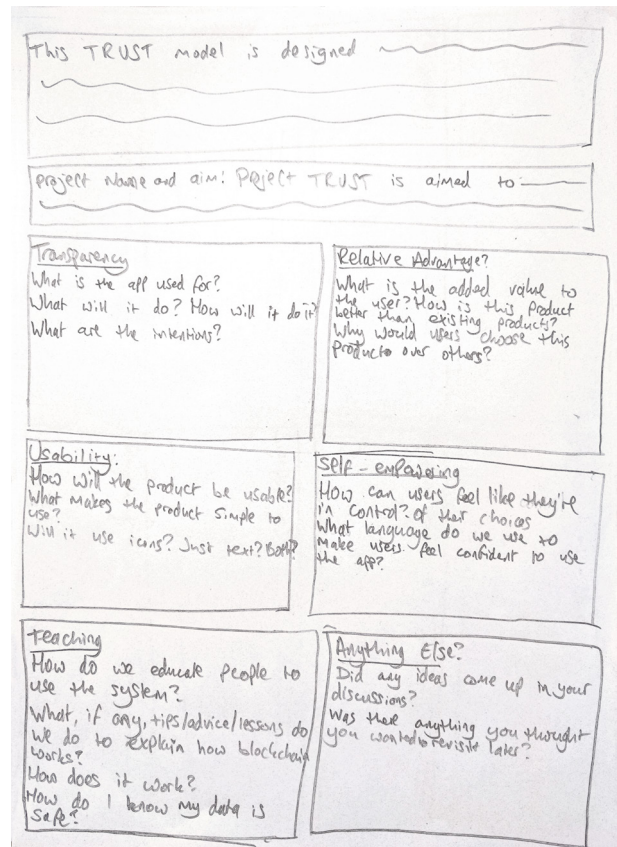 This TRUST model is designed
Project Name and aim: Project TRUST is aimed to
Transparency
What is the app used for?
What will it do? How will it do it?
What are the intentions?
Relative Advantage?
What is the added value to
the user? How is this product
better than existing products?
Why would users choose this
product over others?
Usability:
How will the product be usable?
What makes the product simple to
use?
Will it use icons? Just text? Both?
Self-empowering
How can users feel like they're
in control? of their choices
What language do we use to
make users feel confident to use
the app?
Teaching
How do we educate people to
use the system?
What, if any, tips/advice/lessons do
we do to explain how blockchain
works?
How does it work?
How do I know my data is
safe?
Anything Else?
Did any ideas come up in your
discussions?
Was there anything you thought
you wanted to revisit later?